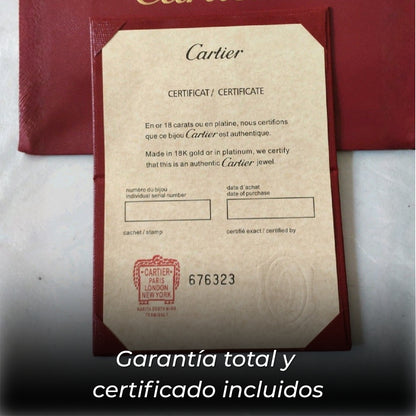 Cartier
Cartier
CERTIFICAT / CERTIFICATE
En or 18 carats ou en platine, nous certifions
que ce bijou Cartier est authentique.
Made in 18K gold or in platinum, we certify
that this is an authentic Cartier jewel.
numéro du bijou
individual serial number
date d'achat
date of purchase
cachet / stamp
certifié exact / certified by
CARTIER
PARIS
LONDON
NEW YORK
676323
Garantía total y
certificado incluidos